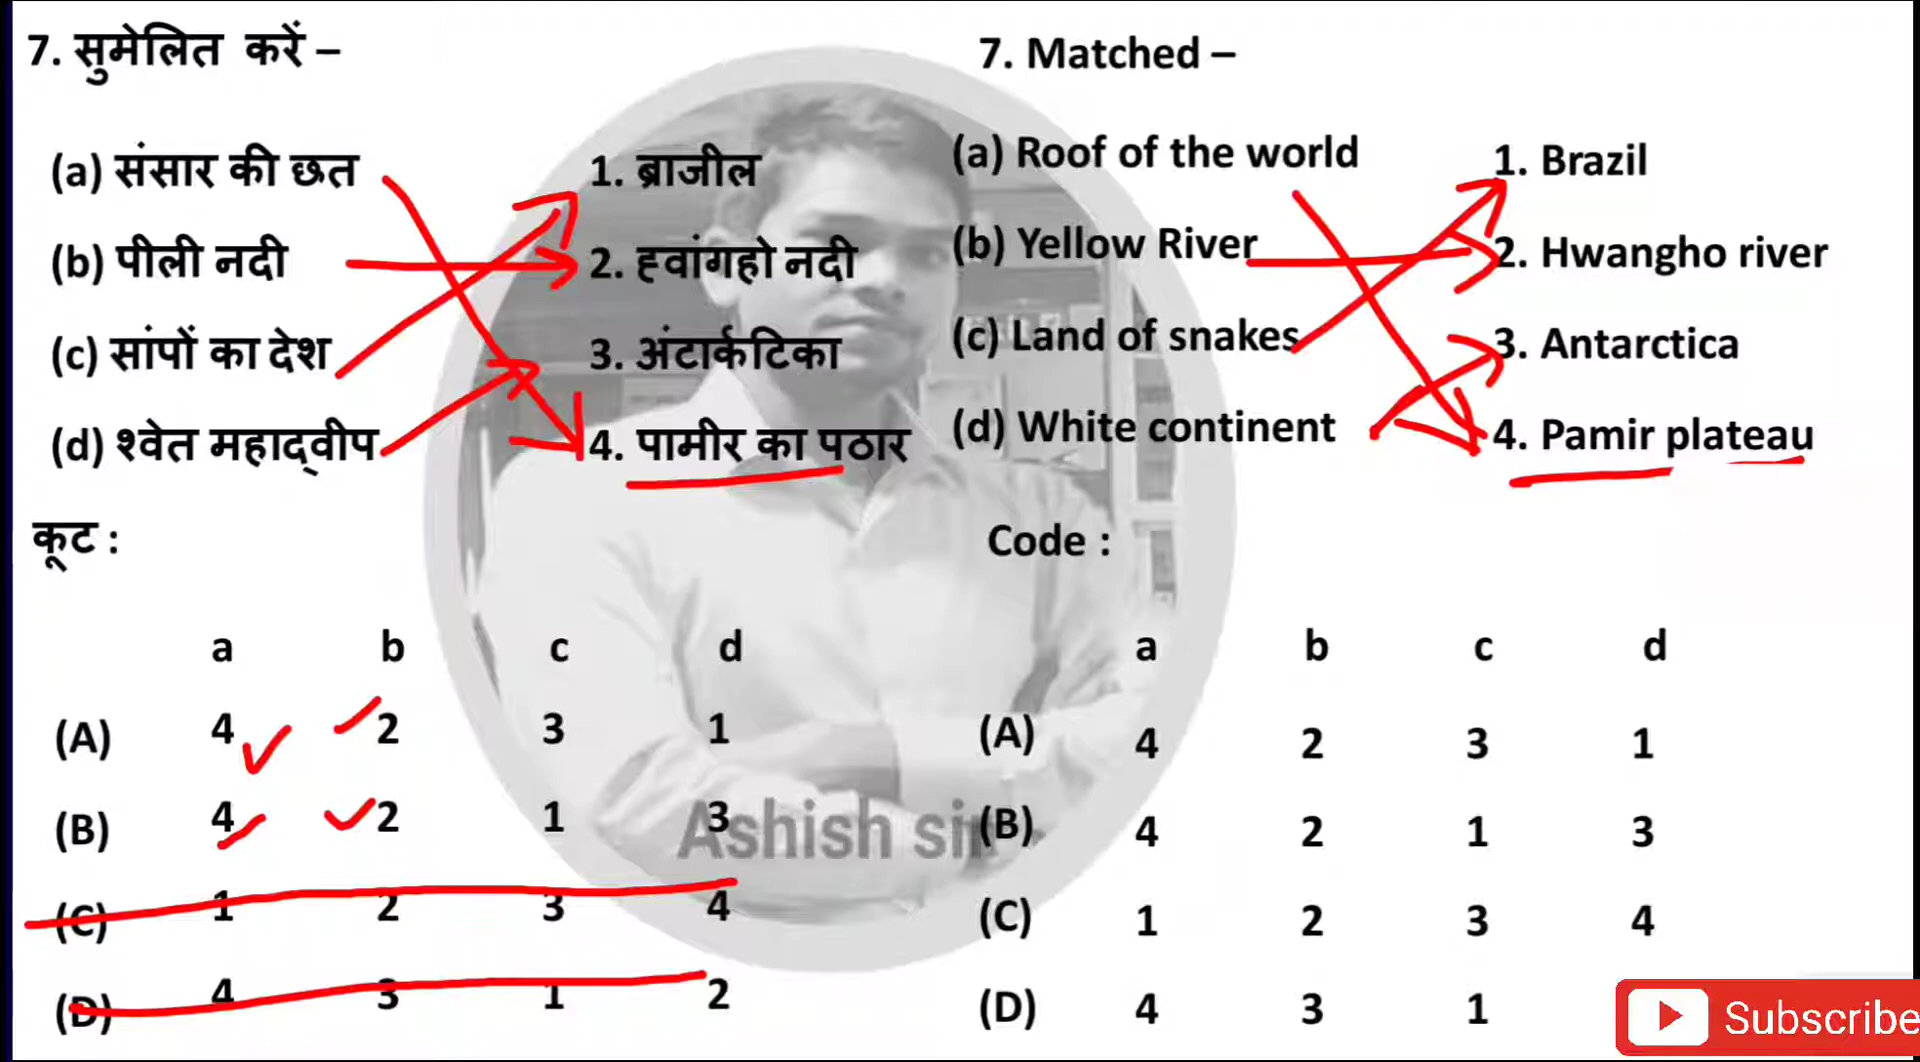 7. सुमेलित करें –
(a) संसार की छत 1. ब्राजील
(b) पीली नदी 2. ह्वांगहो नदी
(c) सांपों का देश 3. अंटार्कटिका
(d) श्वेत महाद्वीप 4. पामीर का पठार
कूट :
a b c d
(A) 4 2 3 1
(B) 4 2 1 3
(C) 1 2 3 4
(D) 4 3 1 2
7. Matched –
(a) Roof of the world 1. Brazil
(b) Yellow River 2. Hwangho river
(c) Land of snakes 3. Antarctica
(d) White continent 4. Pamir plateau
Code :
a b c d
(A) 4 2 3 1
(B) 4 2 1 3
(C) 1 2 3 4
(D) 4 3 1
Ashish sir
Subscribe